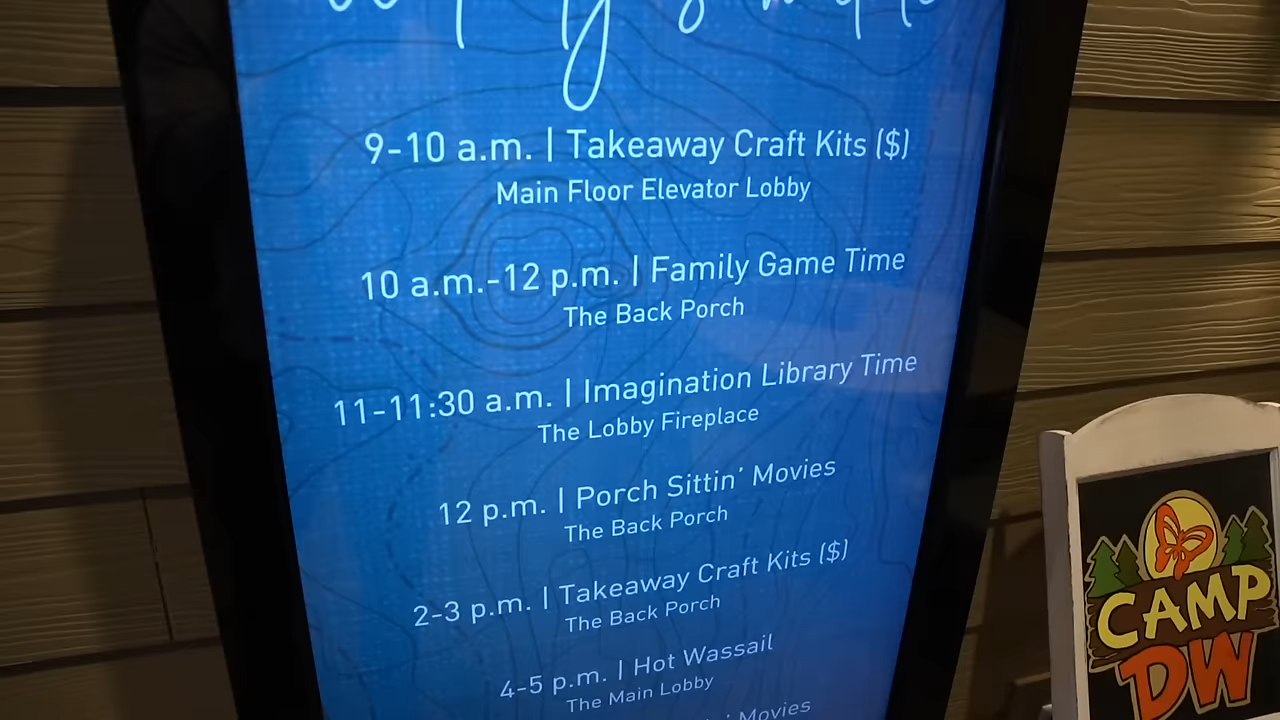 9-10 a.m. | Takeaway Craft Kits ($)
Main Floor Elevator Lobby
10 a.m.-12 p.m. | Family Game Time
The Back Porch
11-11:30 a.m. | Imagination Library Time
The Lobby Fireplace
12 p.m. | Porch Sittin' Movies
The Back Porch
2-3 p.m. | Takeaway Craft Kits ($)
The Back Porch
4-5 p.m. | Hot Wassail
The Main Lobby
Movies
CAMP
DW